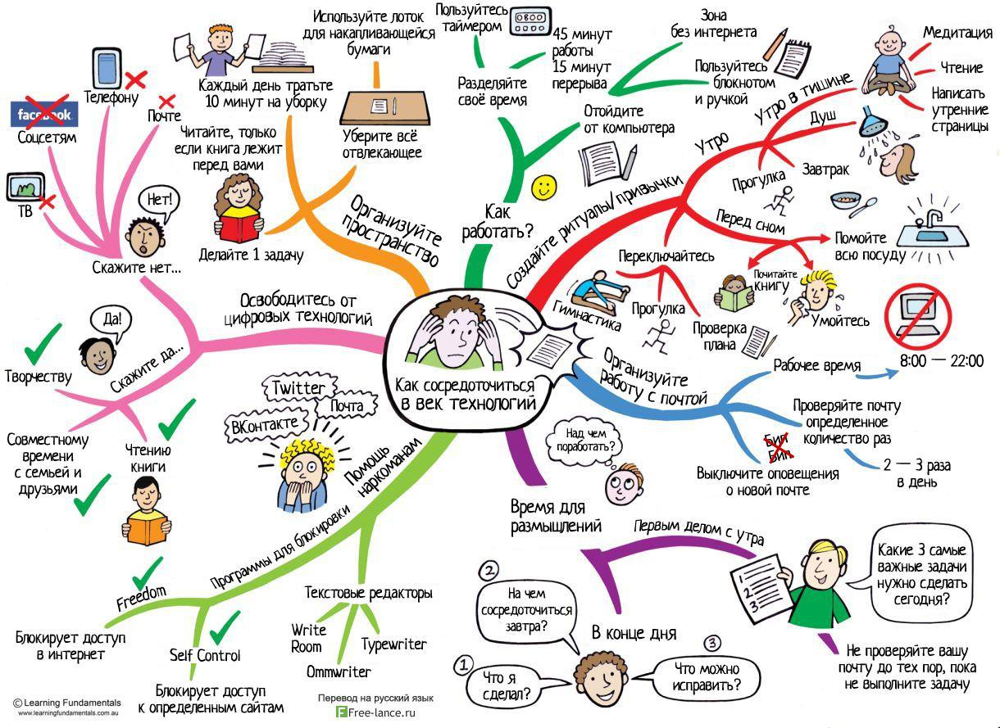 Как сосредоточиться
в век технологий
Как
работать?
Разделяйте
своё время
Пользуйтесь
таймером
45 минут
работы
15 минут
перерыва
Отойдите
от компьютера
Зона
без интернета
Пользуйтесь
блокнотом
и ручкой
Создайте ритуалы/привычки
Утро
Утро в тишине
Медитация
Чтение
Написать
утренние
страницы
Душ
Завтрак
Прогулка
Перед сном
Помойте
всю посуду
Почитайте
книгу
Умойтесь
Переключайтесь
Гимнастика
Прогулка
Проверка
плана
Организуйте
работу с почтой
Рабочее время
8:00 — 22:00
Проверяйте почту
определенное
количество раз
2 — 3 раза
в день
Бип
Бип
Выключите оповещения
о новой почте
Время для
размышлений
Над чем
поработать?
Первым делом с утра
1
2
3
Какие 3 самые
важные задачи
нужно сделать
сегодня?
Не проверяйте вашу
почту до тех пор, пока
не выполните задачу
В конце дня
1
Что я
сделал?
2
На чем
сосредоточиться
завтра?
3
Что можно
исправить?
Помощь
наркоманам
Twitter
Почта
ВКонтакте
Текстовые редакторы
Write
Room
Ommwriter
Typewriter
Программы для блокировки
Freedom
Блокирует доступ
в интернет
Self Control
Блокирует доступ
к определенным сайтам
Освободитесь от
цифровых технологий
Скажите нет...
Нет!
ТВ
facebook
Соцсетям
Телефону
Почте
Скажите да...
Да!
Творчеству
Совместному
времени
с семьей и
друзьями
Чтению
книги
Организуйте
пространство
Каждый день тратьте
10 минут на уборку
Используйте лоток
для накапливающейся
бумаги
Уберите всё
отвлекающее
Читайте, только
если книга лежит
перед вами
Делайте 1 задачу
© Learning Fundamentals
www.learningfundamentals.com.au
Перевод на русский язык
F Free-lance.ru